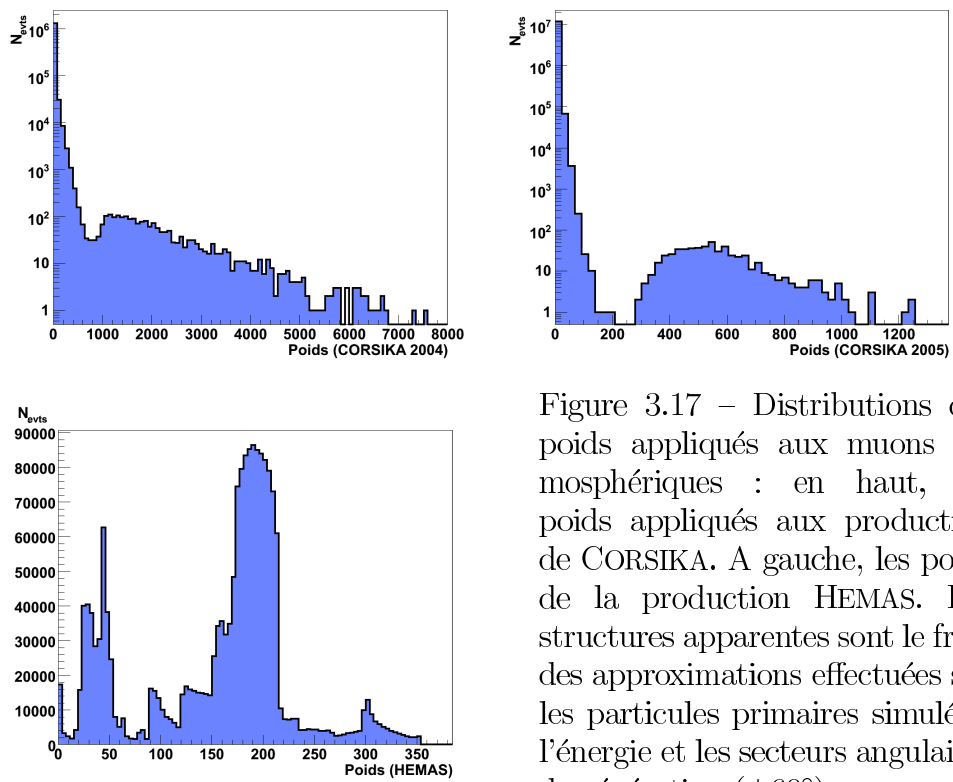 N_evts
10^6
10^5
10^4
10^3
10^2
10
1
0 1000 2000 3000 4000 5000 6000 7000 8000
Poids (CORSIKA 2004)
N_evts
10^7
10^6
10^5
10^4
10^3
10^2
10
1
0 200 400 600 800 1000 1200
Poids (CORSIKA 2005)
N_evts
90000
80000
70000
60000
50000
40000
30000
20000
10000
0
0 50 100 150 200 250 300 350
Poids (HEMAS)
Figure 3.17 – Distributions
poids appliqués aux muons
mosphériques : en haut,
poids appliqués aux producti
de CORSIKA. A gauche, les po
de la production HEMAS.
structures apparentes sont le fr
des approximations effectuées s
les particules primaires simulé
l'énergie et les secteurs angulai